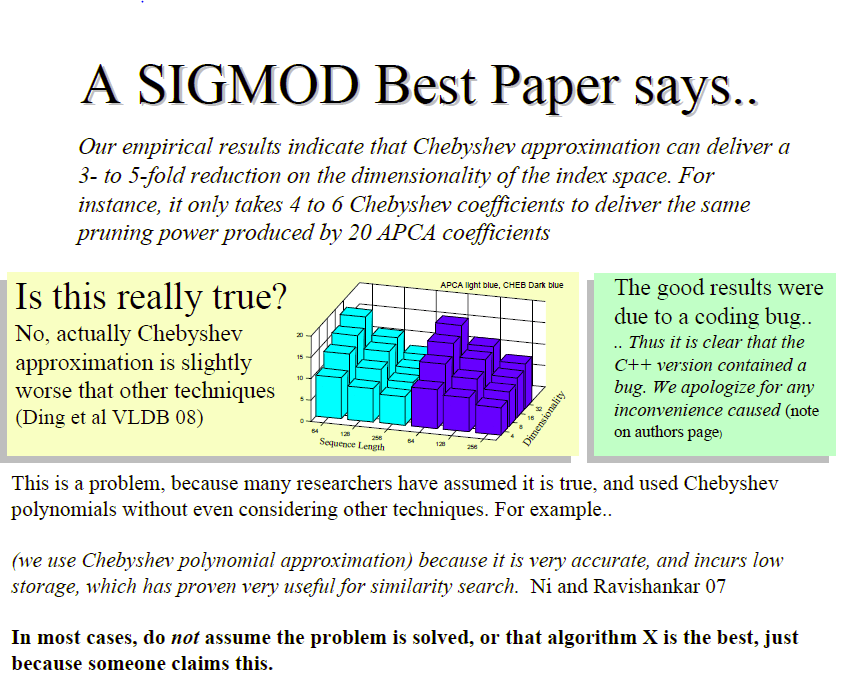 A SIGMOD Best Paper says..
Our empirical results indicate that Chebyshev approximation can deliver a
3- to 5-fold reduction on the dimensionality of the index space. For
instance, it only takes 4 to 6 Chebyshev coefficients to deliver the same
pruning power produced by 20 APCA coefficients
Is this really true?
No, actually Chebyshev
approximation is slightly
worse that other techniques
(Ding et al VLDB 08)
APCA light blue, CHEB Dark blue
20
15
10
5
0
64
128
256
64
128
256
Sequence Length
4
8
16
32
Dimensionality
The good results were
due to a coding bug..
.. Thus it is clear that the
C++ version contained a
bug. We apologize for any
inconvenience caused (note
on authors page)
This is a problem, because many researchers have assumed it is true, and used Chebyshev
polynomials without even considering other techniques. For example..
(we use Chebyshev polynomial approximation) because it is very accurate, and incurs low
storage, which has proven very useful for similarity search. Ni and Ravishankar 07
In most cases, do not assume the problem is solved, or that algorithm X is the best, just
because someone claims this.